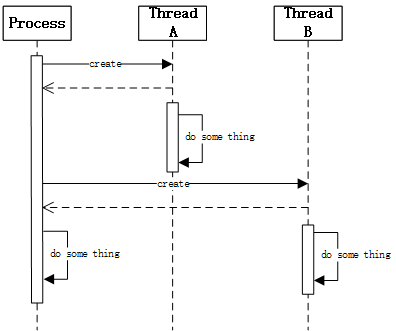 Process
Thread
A
Thread
B
create
do some thing
create
do some thing
do some thing